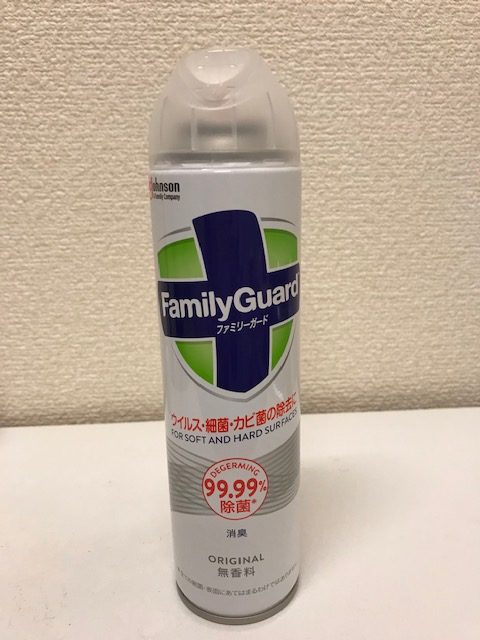 Johnson
A Family Company
FamilyGuard
ファミリーガード
ウイルス・細菌・カビ菌の除去に
FOR SOFT AND HARD SURFACES
DEGERMING
99.99%
除菌*
消臭
ORIGINAL
無香料